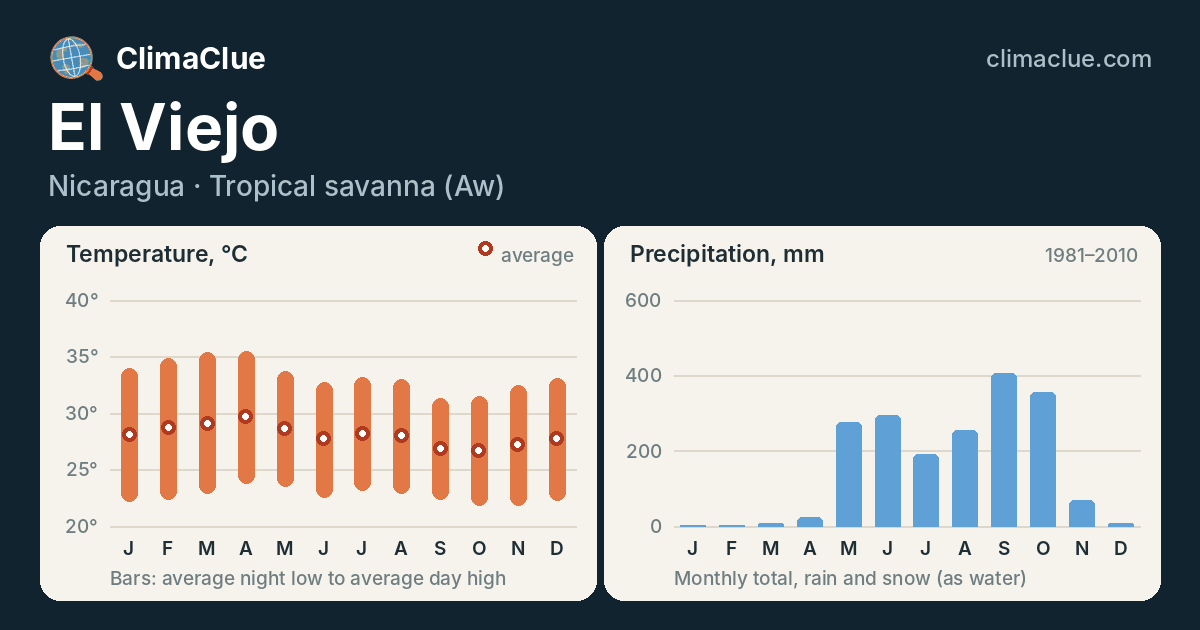 ClimaClue
climaclue.com
El Viejo
Nicaragua · Tropical savanna (Aw)
Temperature, °C
average
40°
35°
30°
25°
20°
J F M A M J J A S O N D
Bars: average night low to average day high
Precipitation, mm
1981–2010
600
400
200
0
J F M A M J J A S O N D
Monthly total, rain and snow (as water)